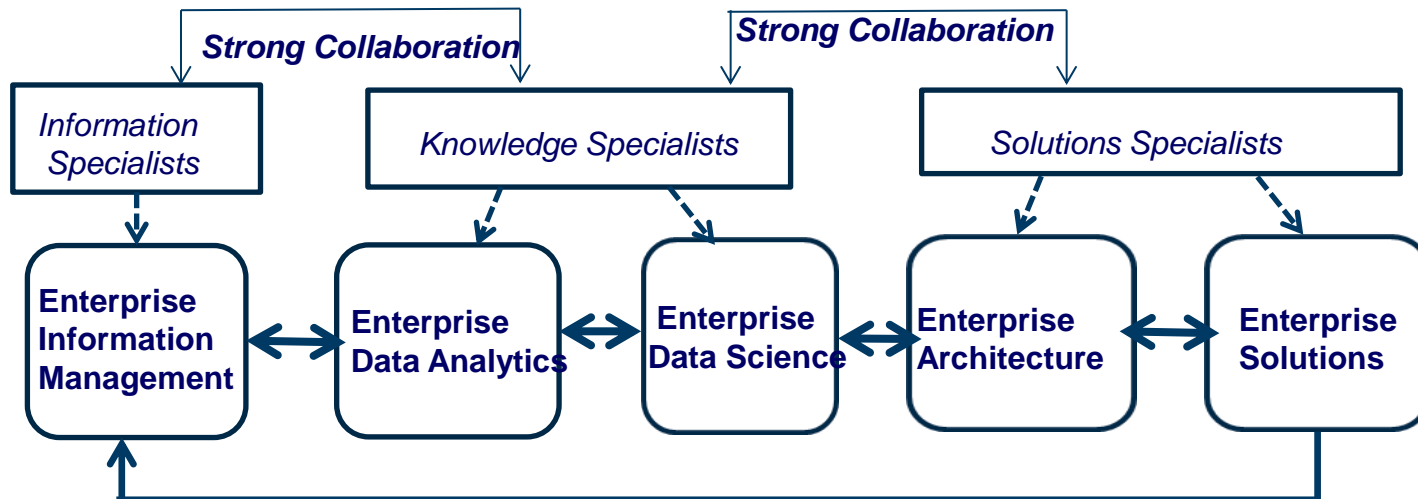 Strong Collaboration
Strong Collaboration
Information
Specialists
Knowledge Specialists
Solutions Specialists
Enterprise
Information
Management
Enterprise
Data Analytics
Enterprise
Data Science
Enterprise
Architecture
Enterprise
Solutions